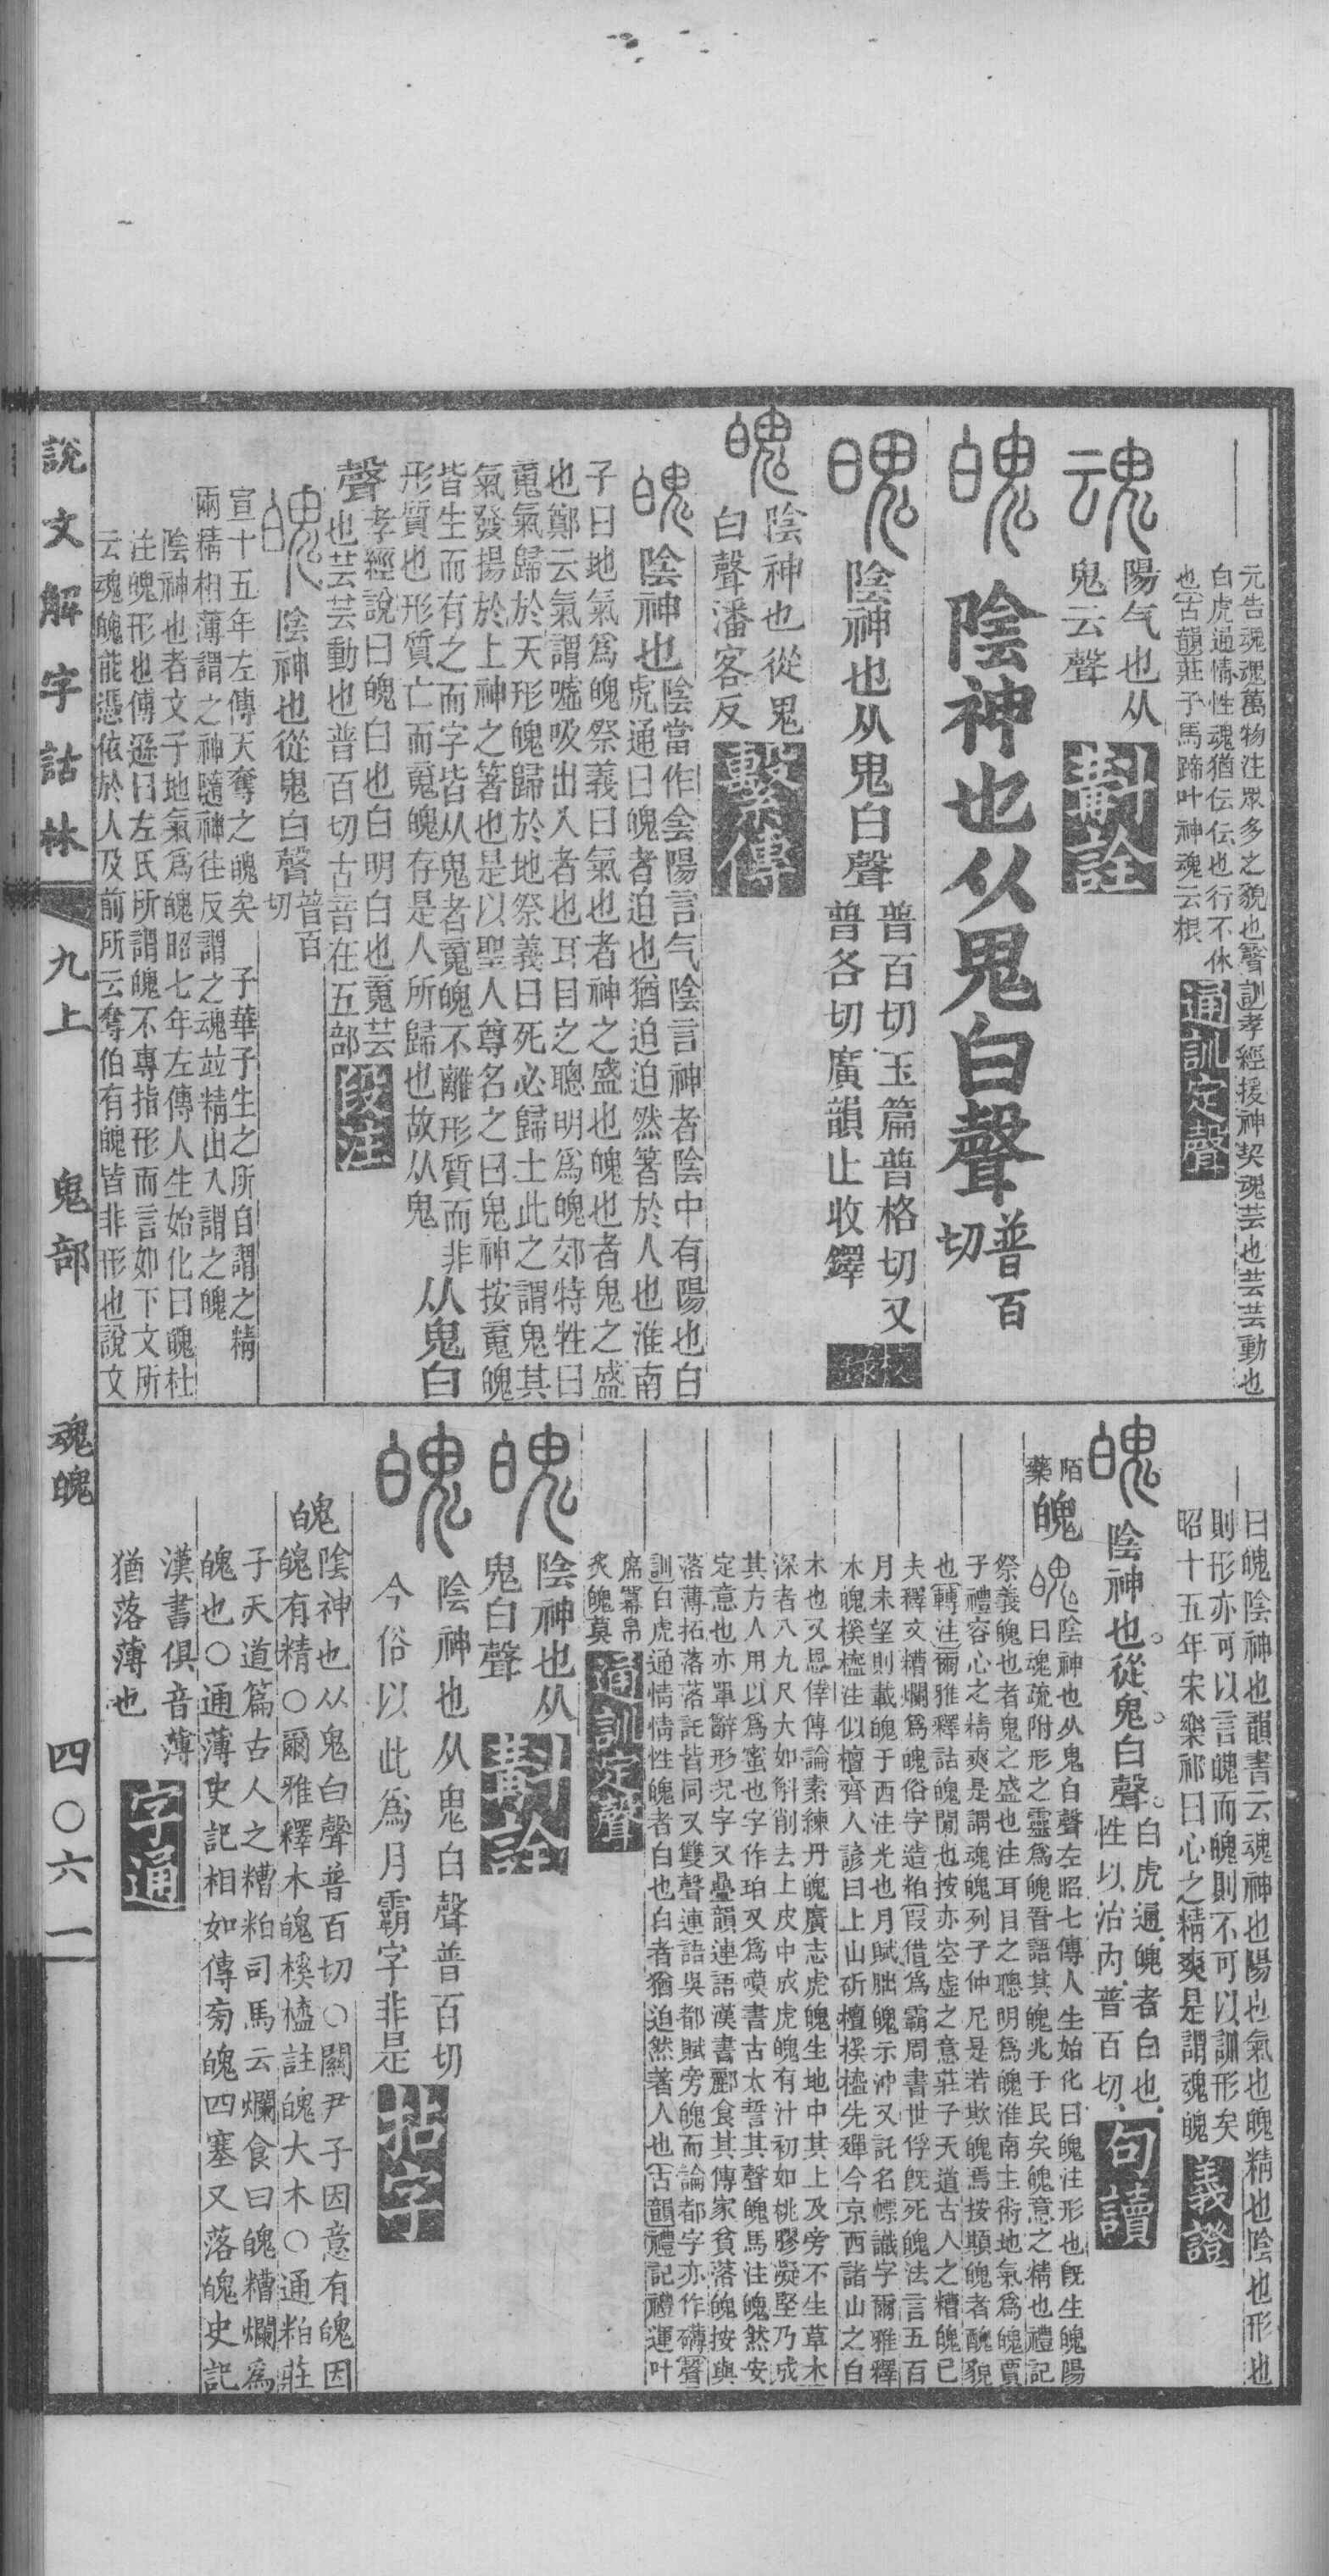 元告魂魂萬物注眾多之貌也聲訓孝經援神契魂芸也芸芸動也
白虎通情性魂猶伝伝也行不休
也古韻莊子馬蹄叶神魂云根
通訓定聲
魂
陽气也从
鬼云聲
斠詮
魄
陰神也从鬼白聲
普百
切
魄
陰神也从鬼白聲
普百切玉篇普格切又
普各切廣韻止收鐸
校錄
魄
陰神也從鬼
白聲潘客反
繫傳
魄
陰神也
陰當作侌陽言气陰言神者陰中有陽也白
虎通曰魄者迫也猶迫迫然箸於人也淮南
子曰地氣爲魄祭義曰氣也者神之盛也魄也者鬼之盛
也鄭云氣謂噓吸出入者也耳目之聰明爲魄郊特牲曰
䰟氣歸於天形魄歸於地祭義曰死必歸土此之謂鬼其
氣發揚於上神之箸也是以聖人尊名之曰鬼神按䰟魄
皆生而有之而字皆从鬼者䰟魄不離形質而非
形質也形質亡而䰟魄存是人所歸也故从鬼
从鬼白
聲
孝經說曰魄白也白明白也䰟芸
也芸芸動也普百切古音在五部
段注
魄
陰神也從鬼白聲
普百
切
宣十五年左傳天奪之魄矣 子華子生之所自謂之精
兩精相薄謂之神隨神往反謂之魂並精出入謂之魄
陰神也者文子地氣爲魄昭七年左傳人生始化曰魄杜
注魄形也傳遜曰左氏所謂魄不專指形而言如下文所
云魂魄能憑依於人及前所云奪伯有魄皆非形也說文
曰魄陰神也韻書云魂神也陽也氣也魄精也陰也形也
則形亦可以言魄而魄則不可以訓形矣
昭十五年宋樂祁曰心之精爽是謂魂魄
義證
魄
陰神也從鬼白聲
白虎通魄者白也
性以治內普百切
句讀
陌
藥
魄
魄陰神也从鬼白聲左昭七傳人生始化曰魄注形也既生魄陽
曰魂疏附形之靈爲魄晉語其魄兆于民矣魄意之精也禮記
祭義魄也者鬼之盛也注耳目之聰明爲魄淮南主術地氣爲魄賈
子禮容心之精爽是謂魂魄列子仲尼是若欺魄焉按顒魄者醜貌
也轉注爾雅釋詁魄閒也按亦空虛之意莊子天道古人之糟魄已
夫釋文糟爛爲魄俗字造粕假借爲霸周書世俘既死魄法言五百
月未望則載魄于西注光也月賦朏魄示沖又託名幖識字爾雅釋
木魄榽橀注似檀齊人諺曰上山斫檀榽橀先殫今京西諸山之白
木也又思倖傳論素練丹魄廣志虎魄生地中其上及旁不生草木
深者八九尺大如斛削去上皮中成虎魄有汁初如桃膠凝堅乃成
其方人用以爲蜜也字作珀又爲嘆書古太誓其聲魄馬注魄然安
定意也亦單辭形況字又疊韻連語漢書酈食其傳家貧落魄按與
落薄拓落落託皆同又雙聲連語吳都賦旁魄而論都字亦作礴聲
訓白虎通情性魄者白也白者猶迫然著人也古韻禮記禮運叶
席冪帛
炙魄莫
通訓定聲
魄
陰神也从
鬼白聲
斠詮
魄
陰神也从鬼白聲普百切
今俗以此爲月霸字非是
拈字
魄
陰神也从鬼白聲普百切○關尹子因意有魄因
魄有精○爾雅釋木魄榽橀註魄大木○通粕莊
子天道篇古人之糟粕司馬云爛食曰魄糟爛爲
魄也○通薄史記相如傳旁魄四塞又落魄史記
漢書俱音薄
猶落薄也
字通
說文解字詁林 九上 鬼部 魂魄 四〇六一